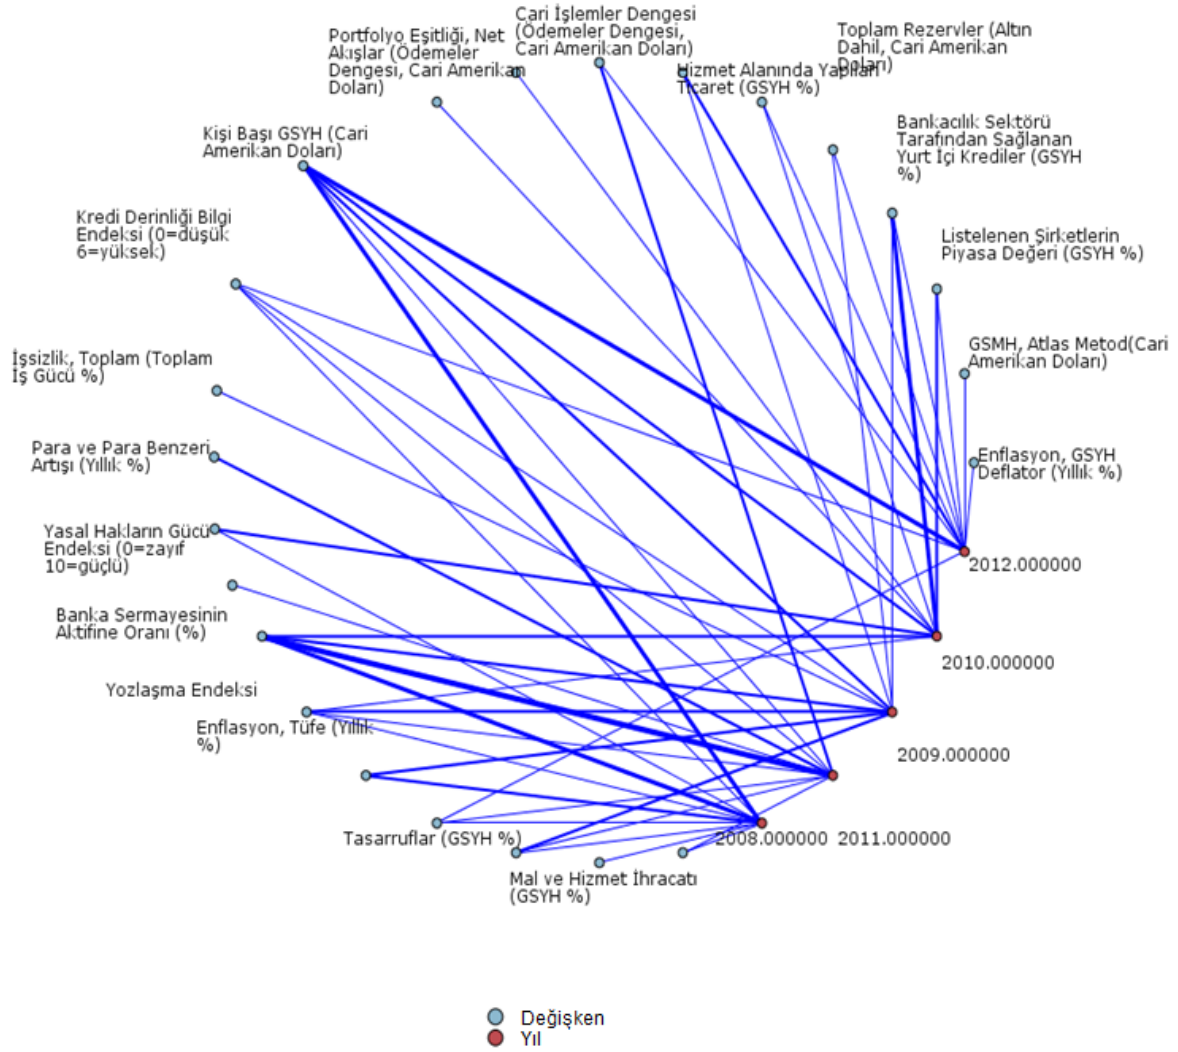 Cari İşlemler Dengesi
(Ödemeler Dengesi,
Cari Amerikan Doları)
Portfolyo Eşitliği, Net
Akışlar (Ödemeler
Dengesi, Cari Amerikan
Doları)
Toplam Rezervler (Altın
Dahil, Cari Amerikan
Doları)
Hizmet Alanında Yapılan
Ticaret (GSYH %)
Kişi Başı GSYH (Cari
Amerikan Doları)
Bankacılık Sektörü
Tarafından Sağlanan
Yurt İçi Krediler (GSYH
%)
Kredi Derinliği Bilgi
Endeksi (0=düşük
6=yüksek)
Listelenen Şirketlerin
Piyasa Değeri (GSYH %)
İşsizlik, Toplam (Toplam
İş Gücü %)
GSMH, Atlas Metod(Cari
Amerikan Doları)
Para ve Para Benzeri
Artışı (Yıllık %)
Enflasyon, GSYH
Deflator (Yıllık %)
Yasal Hakların Gücü
Endeksi (0=zayıf
10=güçlü)
2012.000000
Banka Sermayesinin
Aktifine Oranı (%)
2010.000000
Yozlaşma Endeksi
Enflasyon, Tüfe (Yıllık
%)
2009.000000
Tasarruflar (GSYH %)
2008.000000
2011.000000
Mal ve Hizmet İhracatı
(GSYH %)
Değişken
Yıl